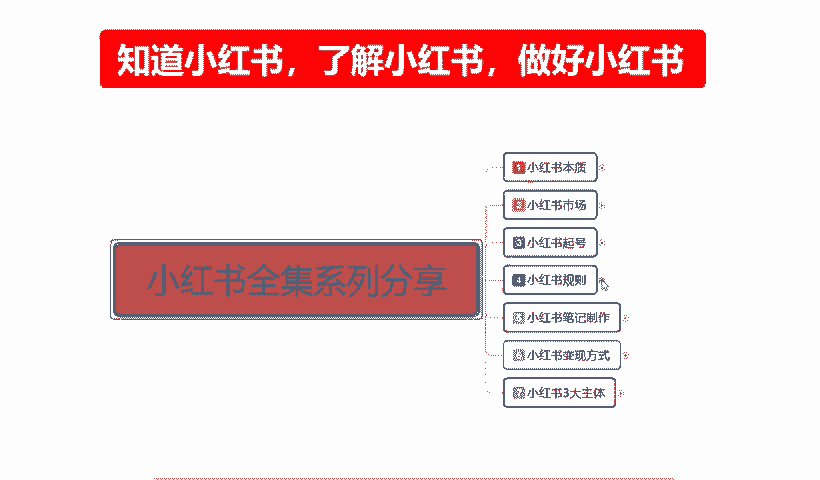 知道小红书，了解小红书，做好小红书
小红书全集系列分享
1 小红书本质
2 小红书市场
3 小红书起号
4 小红书规则
5 小红书笔记制作
6 小红书变现方式
7 小红书3大主体